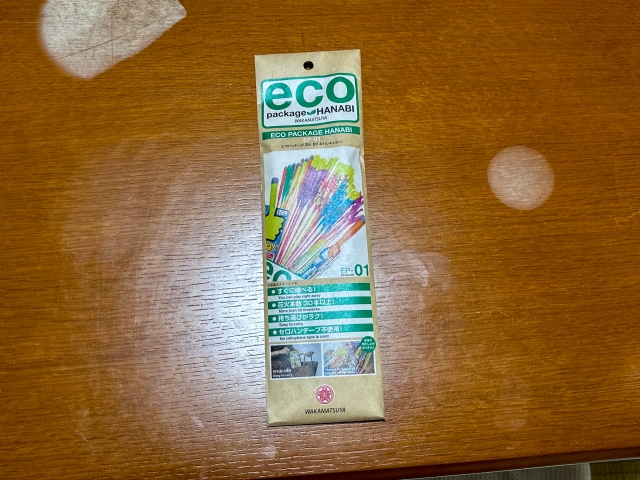 eco
package HANABI
WAKAMATSUYA
ECO PACKAGE HANABI
EP-01
すぐに遊べる!
You can play right away
花火本数30本以上!
More than 30 fireworks
持ち運びがラク!
Easy to carry
セロハンテープ不使用!
No cellophane tape is used!
Easy to carry
WAKAMATSUYA